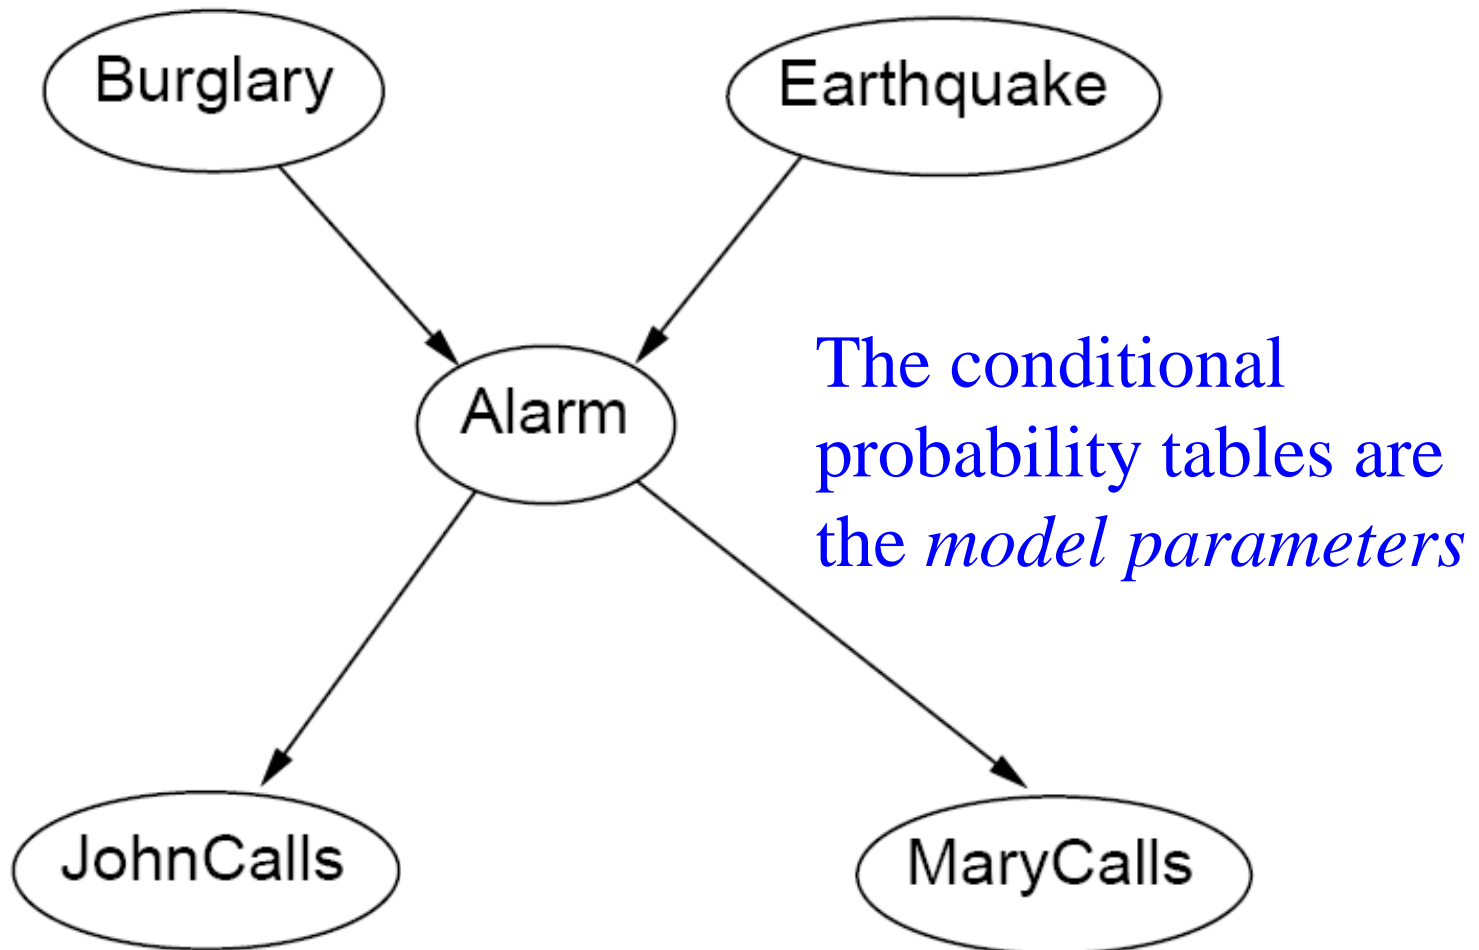 Burglary
Earthquake
Alarm
The conditional
probability tables are
the model parameters
JohnCalls
MaryCalls